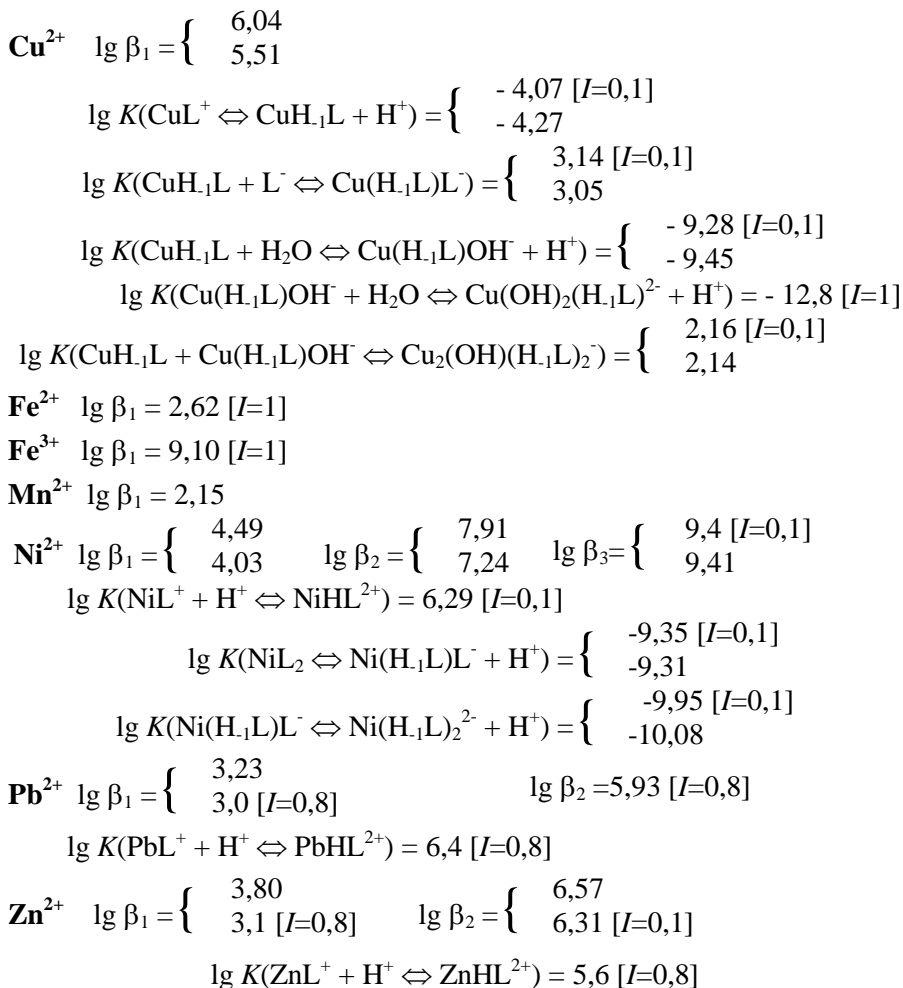 Cu²⁺ lg β₁ = { 6,04
5,51
lg K(CuL⁺ ⇔ CuH₋₁L + H⁺) = { - 4,07 [I=0,1]
- 4,27
lg K(CuH₋₁L + L⁻ ⇔ Cu(H₋₁L)L⁻) = { 3,14 [I=0,1]
3,05
lg K(CuH₋₁L + H₂O ⇔ Cu(H₋₁L)OH⁻ + H⁺) = { - 9,28 [I=0,1]
- 9,45
lg K(Cu(H₋₁L)OH⁻ + H₂O ⇔ Cu(OH)₂(H₋₁L)²⁻ + H⁺) = - 12,8 [I=1]
lg K(CuH₋₁L + Cu(H₋₁L)OH⁻ ⇔ Cu₂(OH)(H₋₁L)₂⁻) = { 2,16 [I=0,1]
2,14
Fe²⁺ lg β₁ = 2,62 [I=1]
Fe³⁺ lg β₁ = 9,10 [I=1]
Mn²⁺ lg β₁ = 2,15
Ni²⁺ lg β₁ = { 4,49 lg β₂ = { 7,91 lg β₃= { 9,4 [I=0,1]
4,03 7,24 9,41
lg K(NiL⁺ + H⁺ ⇔ NiHL²⁺) = 6,29 [I=0,1]
lg K(NiL₂ ⇔ Ni(H₋₁L)L⁻ + H⁺) = { -9,35 [I=0,1]
-9,31
lg K(Ni(H₋₁L)L⁻ ⇔ Ni(H₋₁L)₂²⁻ + H⁺) = { -9,95 [I=0,1]
-10,08
Pb²⁺ lg β₁ = { 3,23 lg β₂ =5,93 [I=0,8]
3,0 [I=0,8]
lg K(PbL⁺ + H⁺ ⇔ PbHL²⁺) = 6,4 [I=0,8]
Zn²⁺ lg β₁ = { 3,80 lg β₂ = { 6,57
3,1 [I=0,8] 6,31 [I=0,1]
lg K(ZnL⁺ + H⁺ ⇔ ZnHL²⁺) = 5,6 [I=0,8]